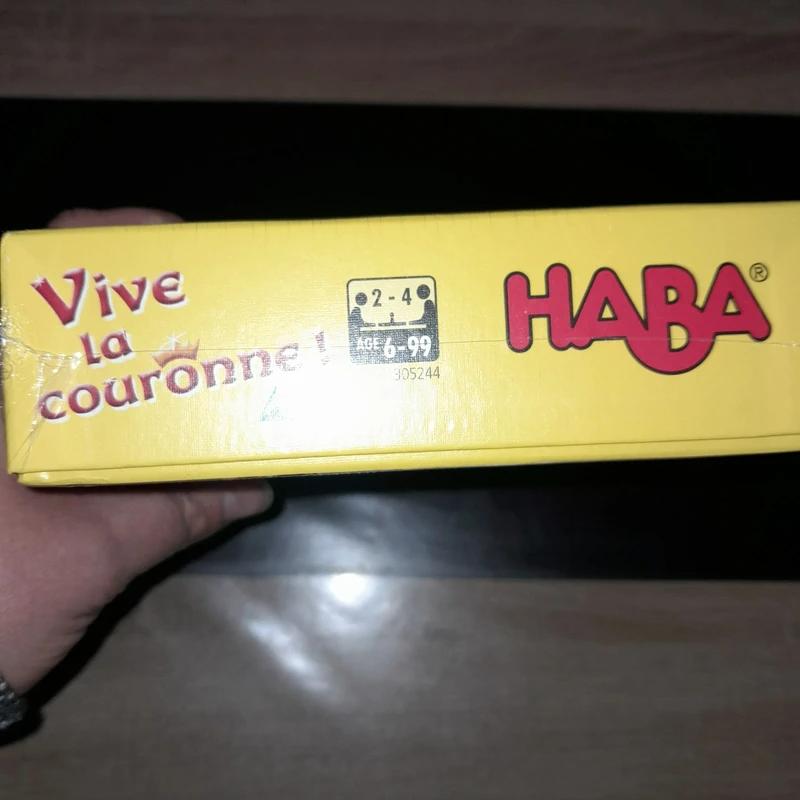 Vive
la
couronne !
2 - 4
AGE 6-99
305244
HABA®